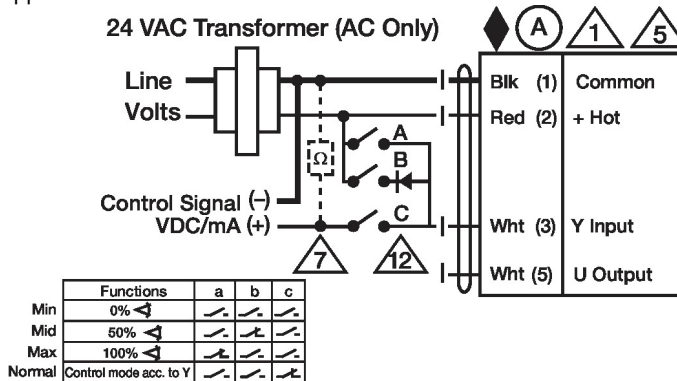 24 VAC Transformer (AC Only)
A
1
5
Line
Volts
Blk (1) Common
Red (2) + Hot
A
Ω
B
Control Signal (–)
VDC/mA (+)
C
Wht (3) Y Input
7
12
Wht (5) U Output
Functions a b c
Min 0%
Mid 50%
Max 100%
Normal Control mode acc. to Y